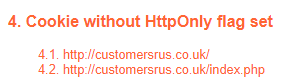 4. Cookie without HttpOnly flag set
4.1. http://customersrus.co.uk/
4.2. http://customersrus.co.uk/index.php